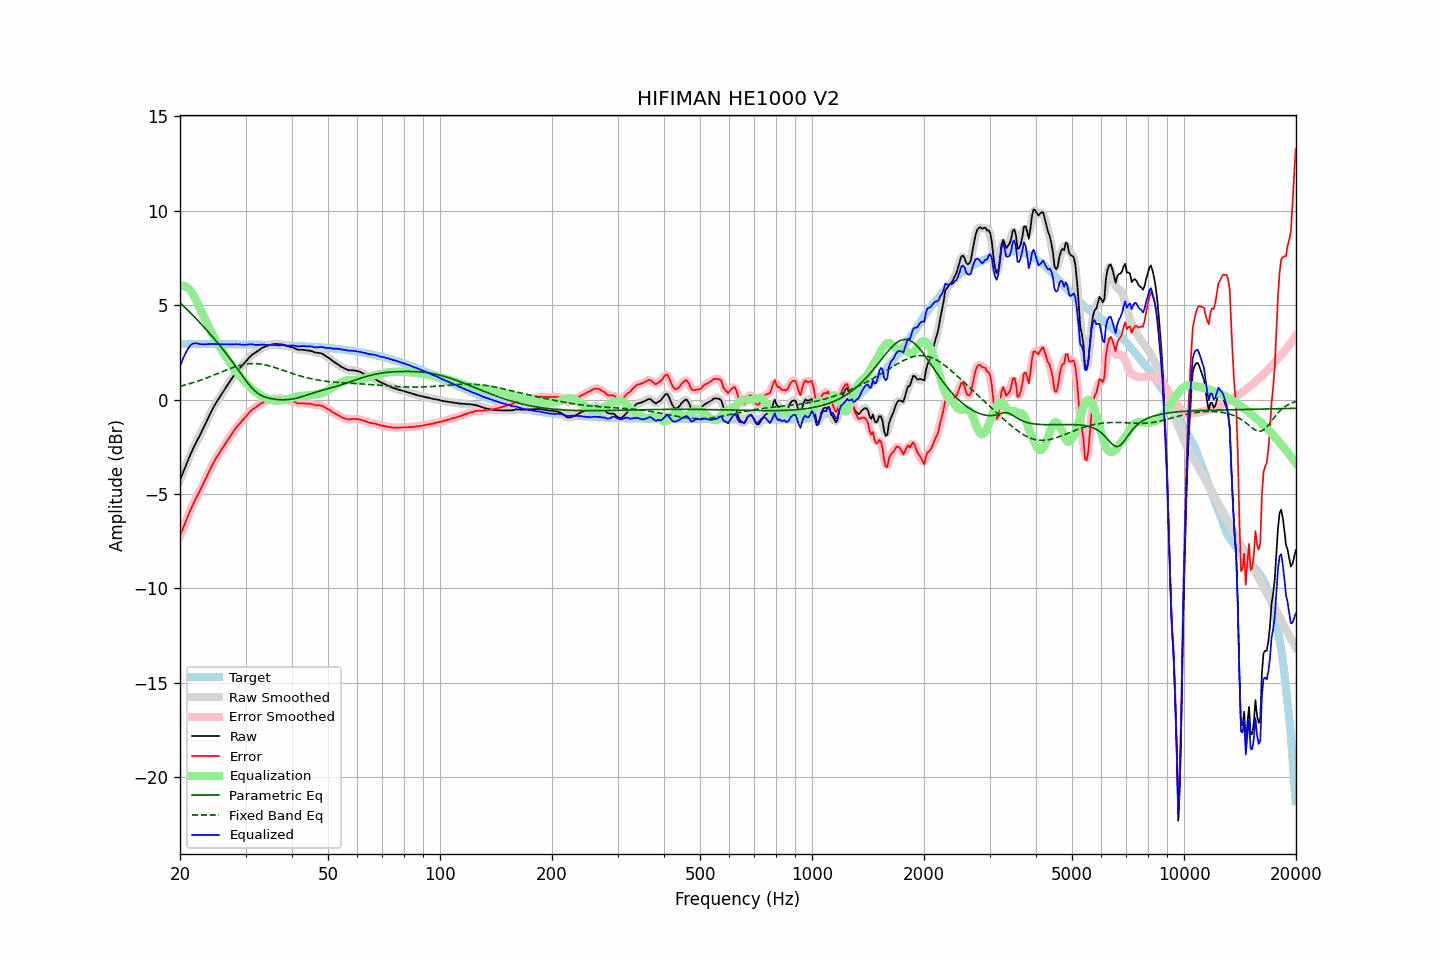 HIFIMAN HE1000 V2
15
10
5
0
−5
−10
−15
−20
Amplitude (dBr)
Target
Raw Smoothed
Error Smoothed
Raw
Error
Equalization
Parametric Eq
Fixed Band Eq
Equalized
20 50 100 200 500 1000 2000 5000 10000 20000
Frequency (Hz)